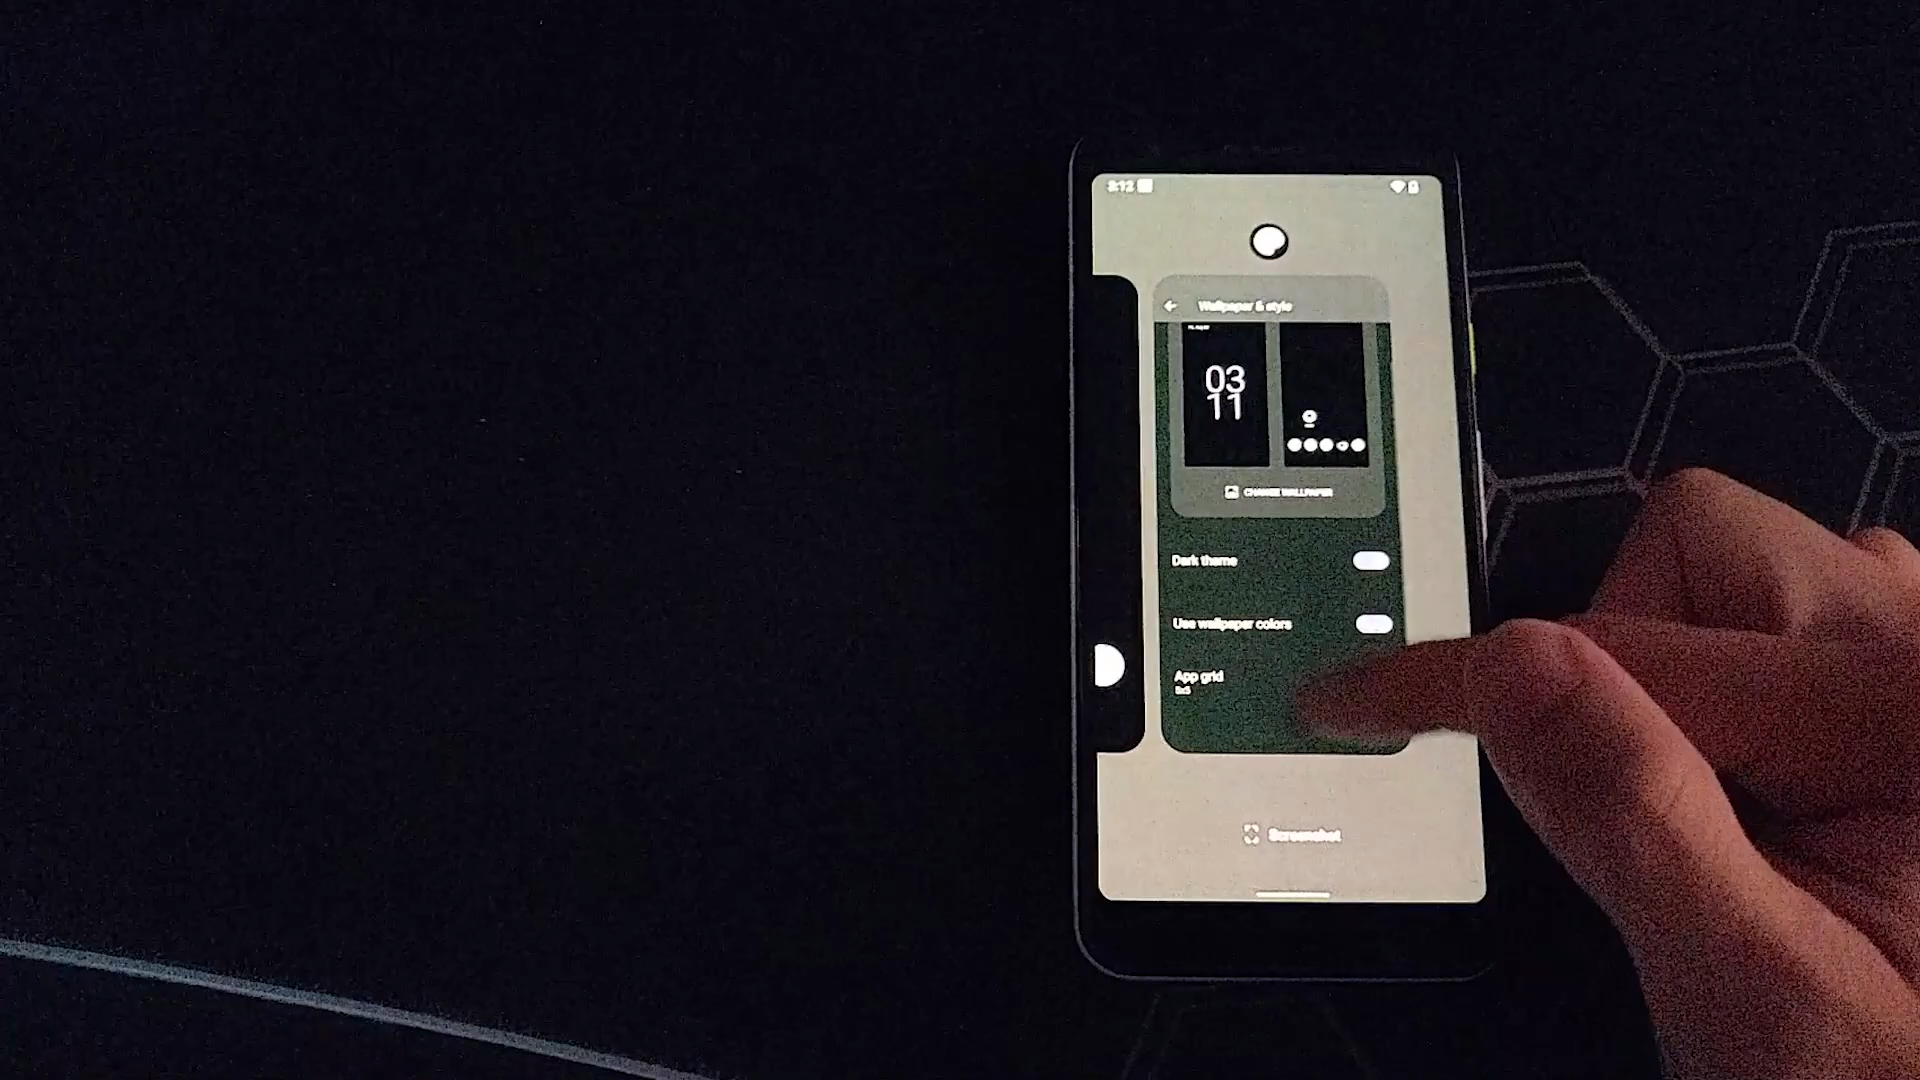 3:12
Wallpaper & style
03
11
CHANGE WALLPAPER
Dark theme
Use wallpaper colors
App grid
5x5
Screenshot